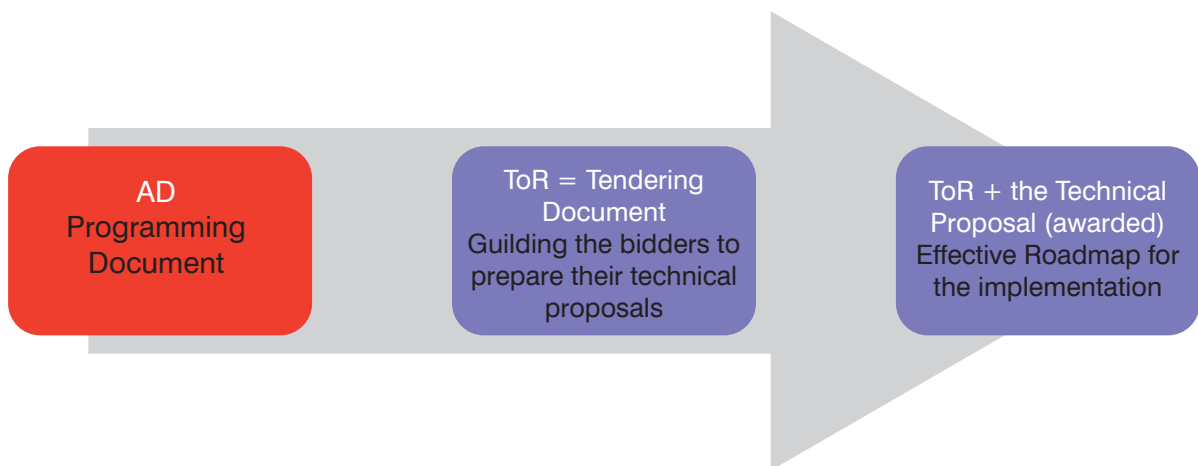 AD
Programming
Document
ToR = Tendering
Document
Guilding the bidders to
prepare their technical
proposals
ToR + the Technical
Proposal (awarded)
Effective Roadmap for
the implementation